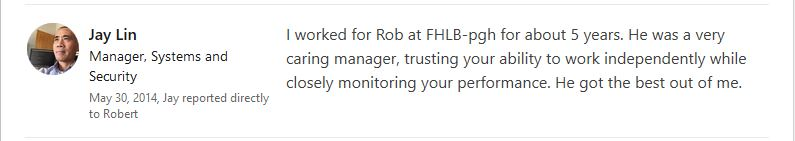 Jay Lin
Manager, Systems and
Security
May 30, 2014, Jay reported directly
to Robert
I worked for Rob at FHLB-pgh for about 5 years. He was a very
caring manager, trusting your ability to work independently while
closely monitoring your performance. He got the best out of me.